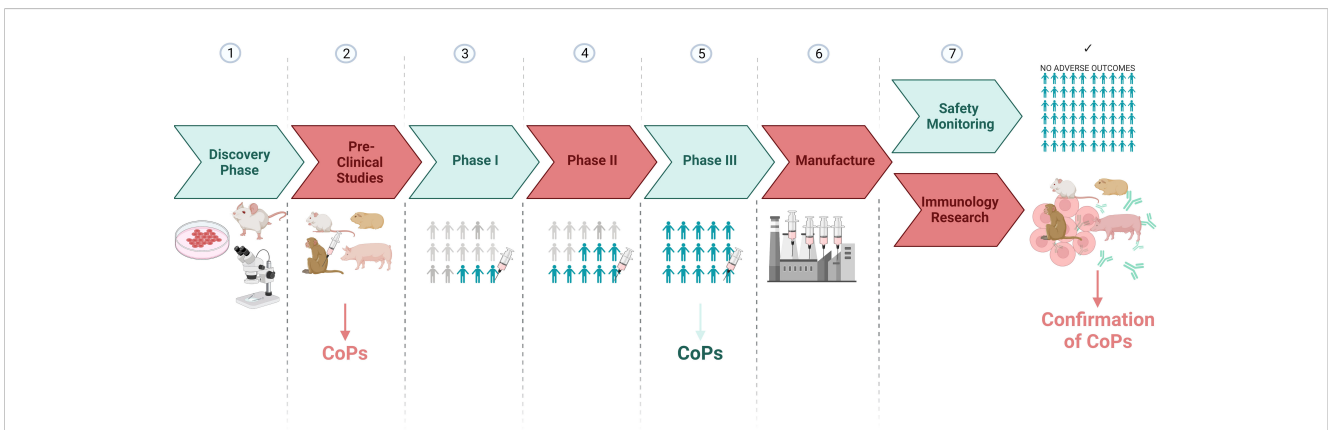 1
2
3
4
5
6
7
✓
NO ADVERSE OUTCOMES
Discovery
Phase
Pre-
Clinical
Studies
Phase I
Phase II
Phase III
Manufacture
Safety
Monitoring
Immunology
Research
CoPs
CoPs
Confirmation
of CoPs